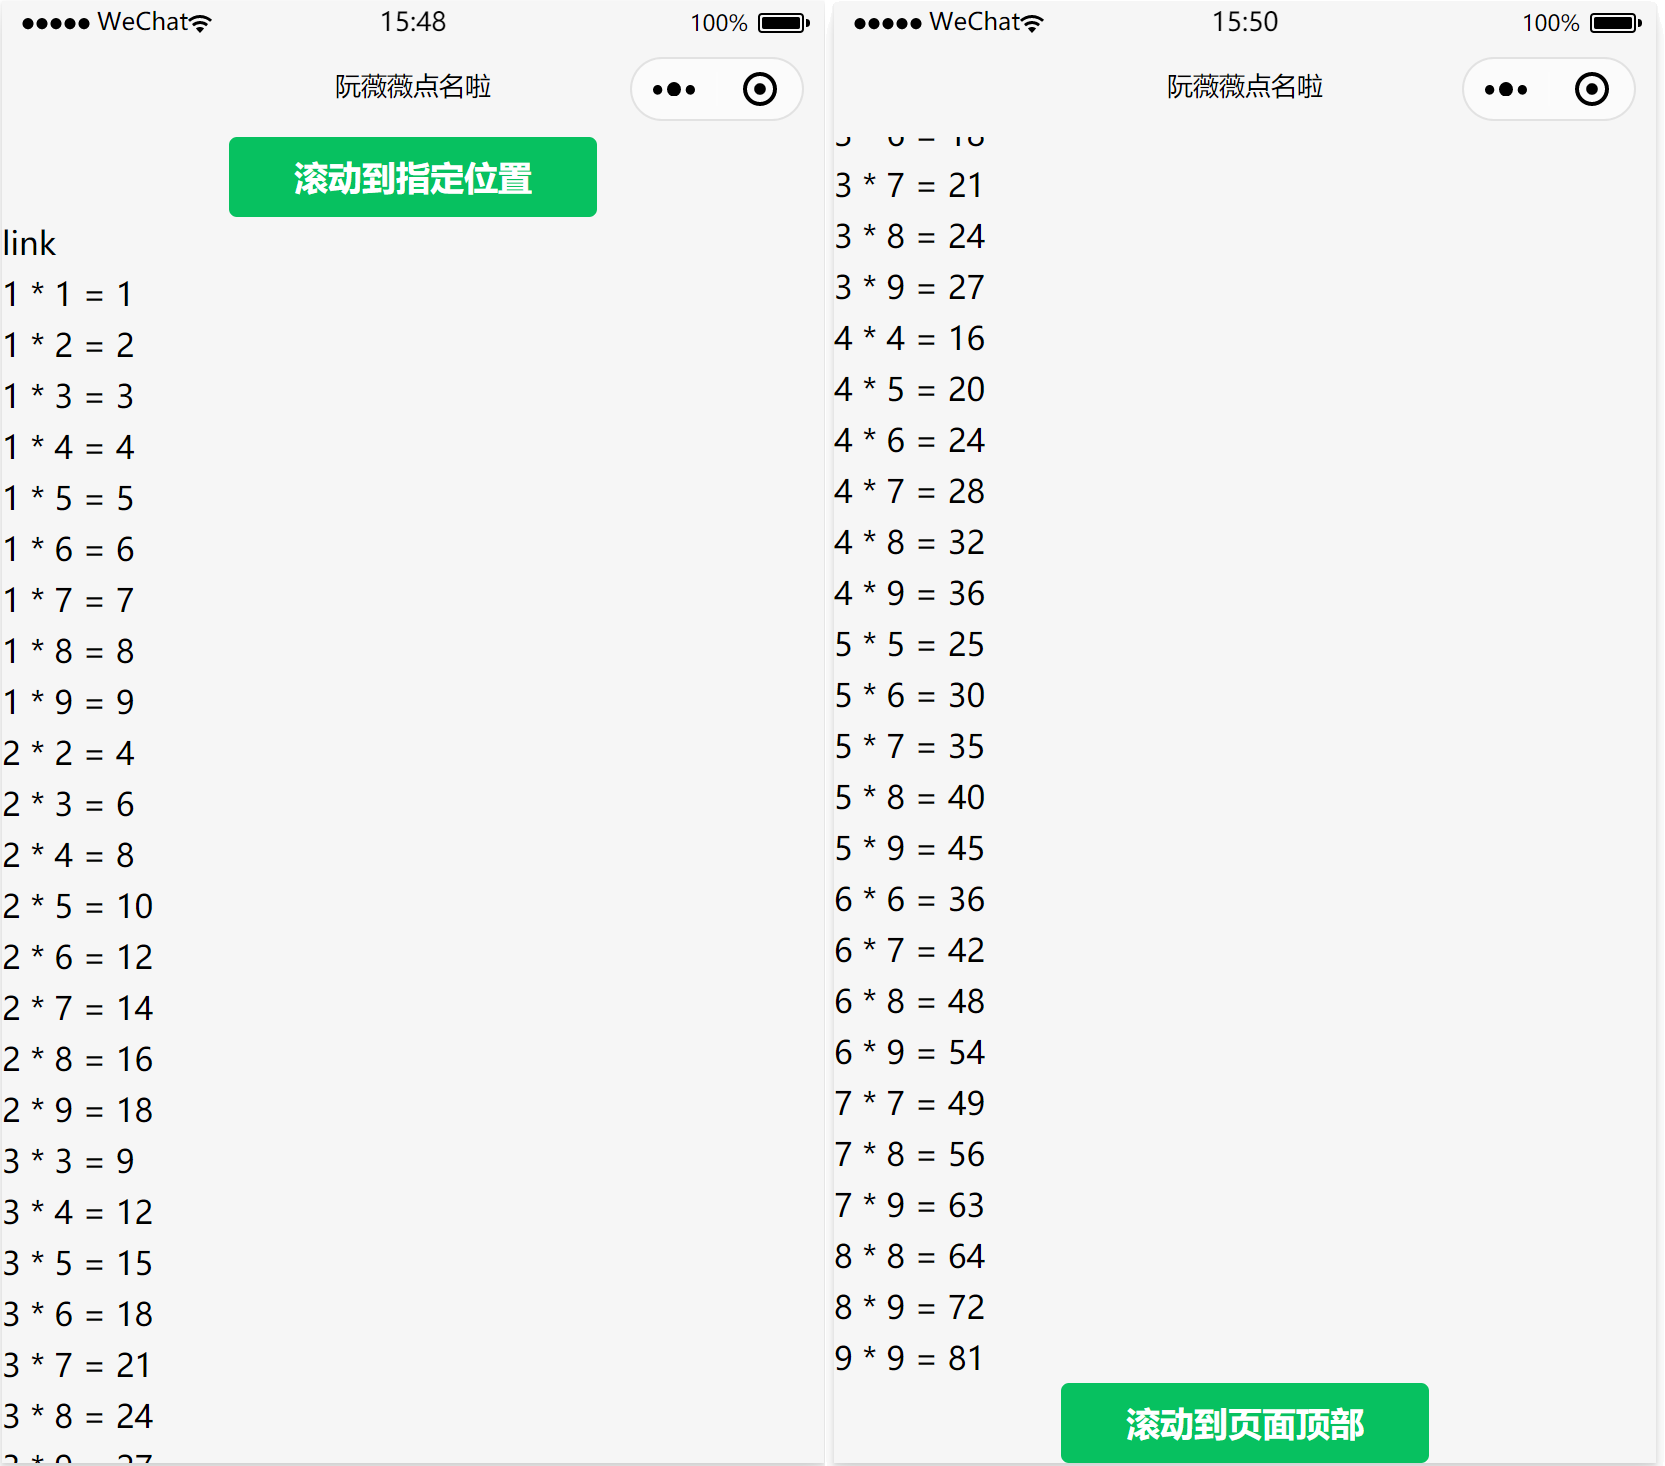 WeChat 15:48 100%
阮薇薇点名啦
滚动到指定位置
link
1 * 1 = 1
1 * 2 = 2
1 * 3 = 3
1 * 4 = 4
1 * 5 = 5
1 * 6 = 6
1 * 7 = 7
1 * 8 = 8
1 * 9 = 9
2 * 2 = 4
2 * 3 = 6
2 * 4 = 8
2 * 5 = 10
2 * 6 = 12
2 * 7 = 14
2 * 8 = 16
2 * 9 = 18
3 * 3 = 9
3 * 4 = 12
3 * 5 = 15
3 * 6 = 18
3 * 7 = 21
3 * 8 = 24
3 * 9 = 27
WeChat 15:50 100%
阮薇薇点名啦
3 * 6 = 18
3 * 7 = 21
3 * 8 = 24
3 * 9 = 27
4 * 4 = 16
4 * 5 = 20
4 * 6 = 24
4 * 7 = 28
4 * 8 = 32
4 * 9 = 36
5 * 5 = 25
5 * 6 = 30
5 * 7 = 35
5 * 8 = 40
5 * 9 = 45
6 * 6 = 36
6 * 7 = 42
6 * 8 = 48
6 * 9 = 54
7 * 7 = 49
7 * 8 = 56
7 * 9 = 63
8 * 8 = 64
8 * 9 = 72
9 * 9 = 81
滚动到页面顶部